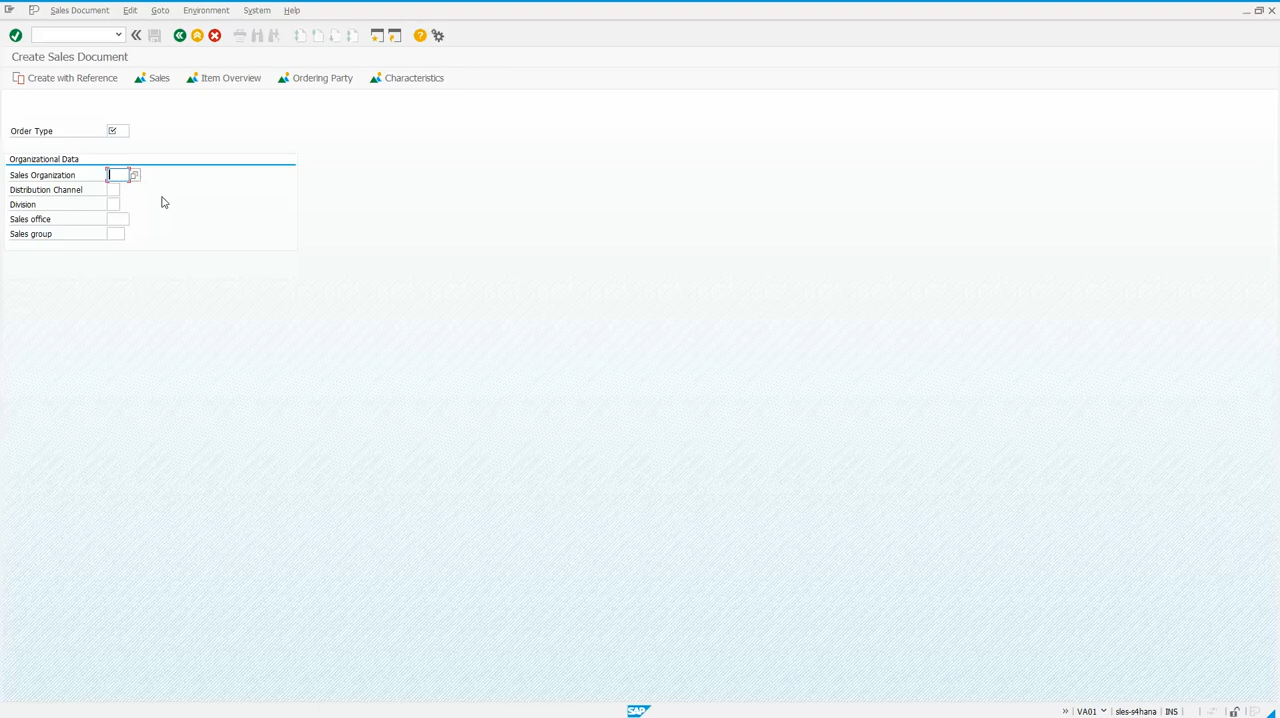 Sales Document Edit Goto Environment System Help
Create Sales Document
Create with Reference Sales Item Overview Ordering Party Characteristics
Order Type
Organizational Data
Sales Organization
Distribution Channel
Division
Sales office
Sales group
SAP VA01 sles-s4hana INS